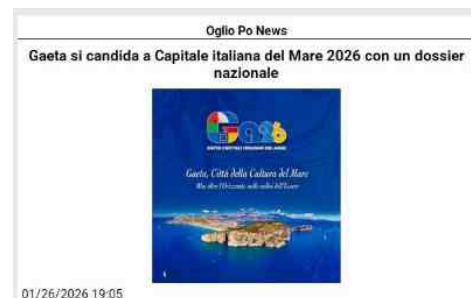 Oglio Po News
Gaeta si candida a Capitale italiana del Mare 2026 con un dossier
nazionale
Ga26
Gaeta, Città della Cultura del Mare
01/26/2026 19:05